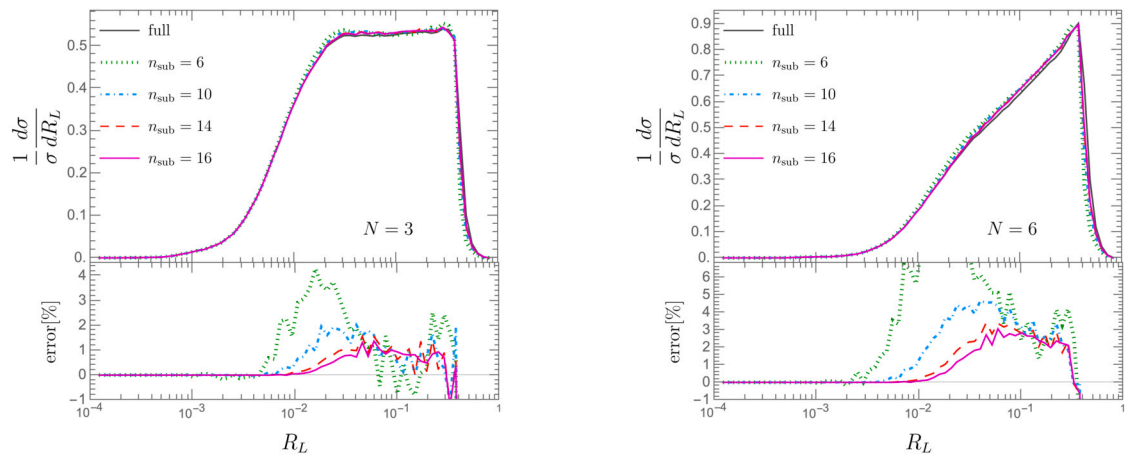 full
n_sub = 6
n_sub = 10
n_sub = 14
n_sub = 16
N = 3
1/σ dσ/dR_L
0.5
0.4
0.3
0.2
0.1
0.
error[%]
4
3
2
1
0
−1
10^−4 10^−3 10^−2 10^−1 1
R_L
full
n_sub = 6
n_sub = 10
n_sub = 14
n_sub = 16
N = 6
1/σ dσ/dR_L
0.9
0.8
0.7
0.6
0.5
0.4
0.3
0.2
0.1
0.
error[%]
6
5
4
3
2
1
0
−1
10^−4 10^−3 10^−2 10^−1 1
R_L